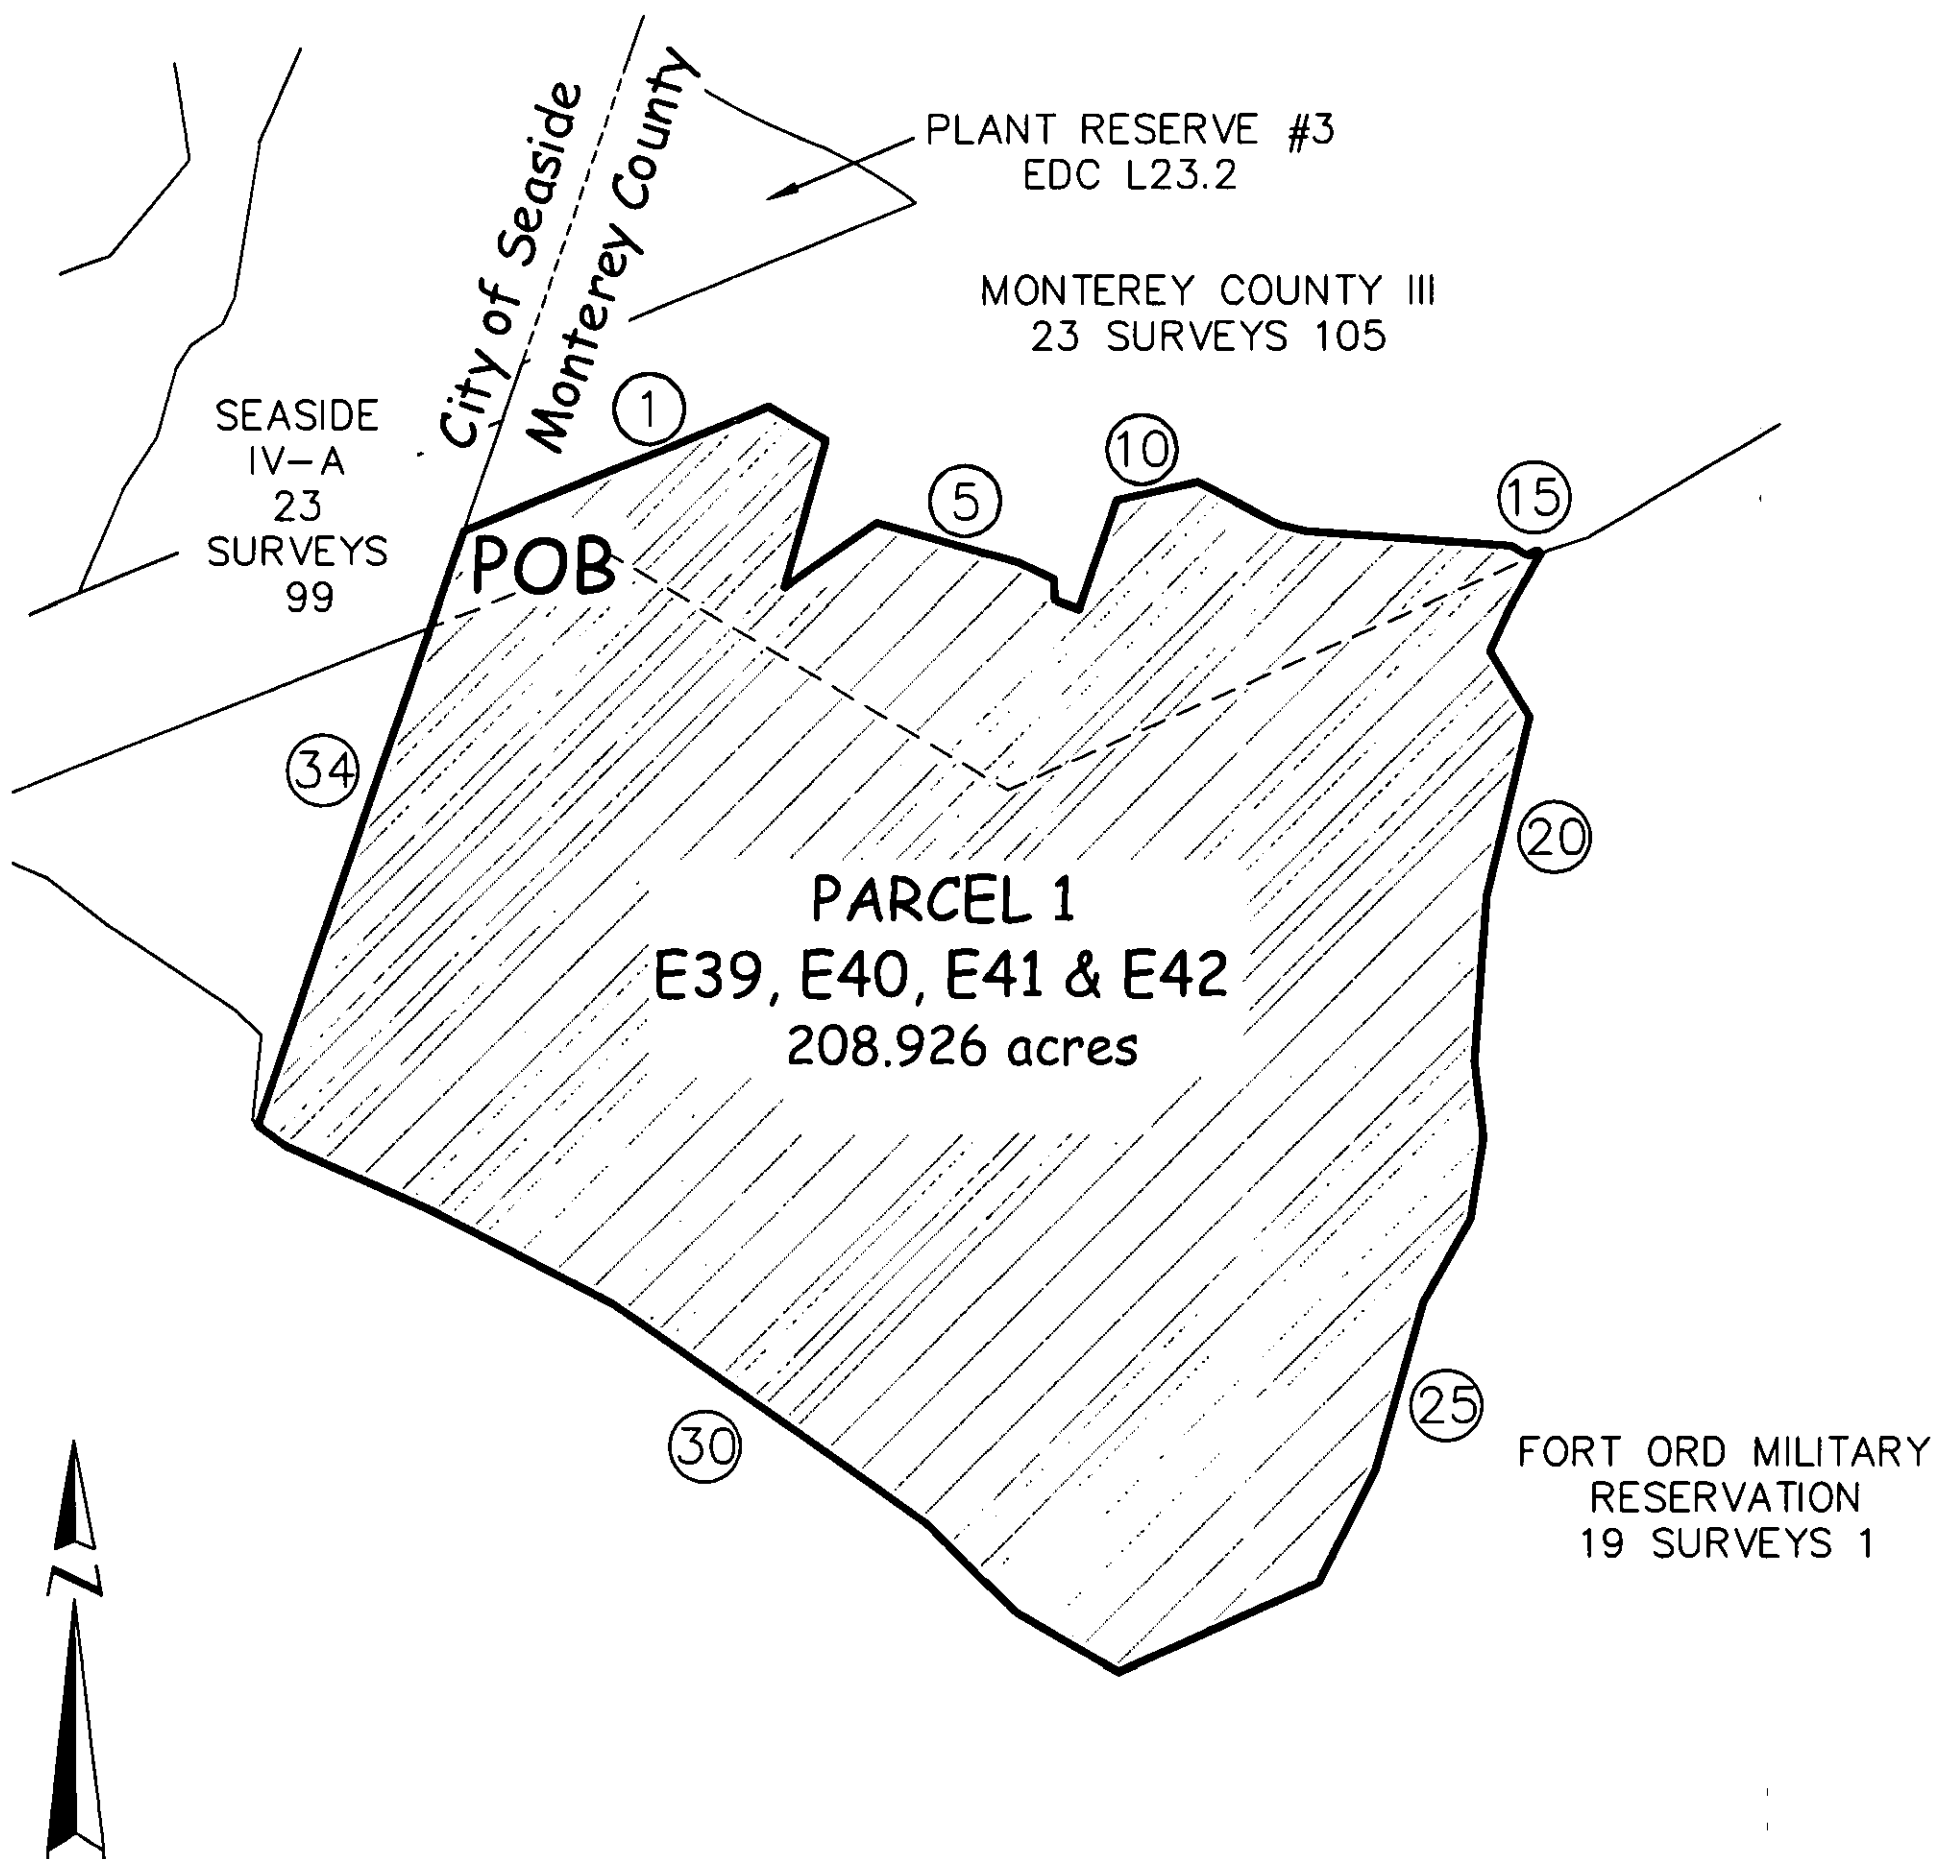 City of Seaside
Monterey County
PLANT RESERVE #3
EDC L23.2
MONTEREY COUNTY III
23 SURVEYS 105
SEASIDE
IV-A
23
SURVEYS
99
1
5
10
15
POB
34
20
PARCEL 1
E39, E40, E41 & E42
208.926 acres
25
30
FORT ORD MILITARY
RESERVATION
19 SURVEYS 1
N